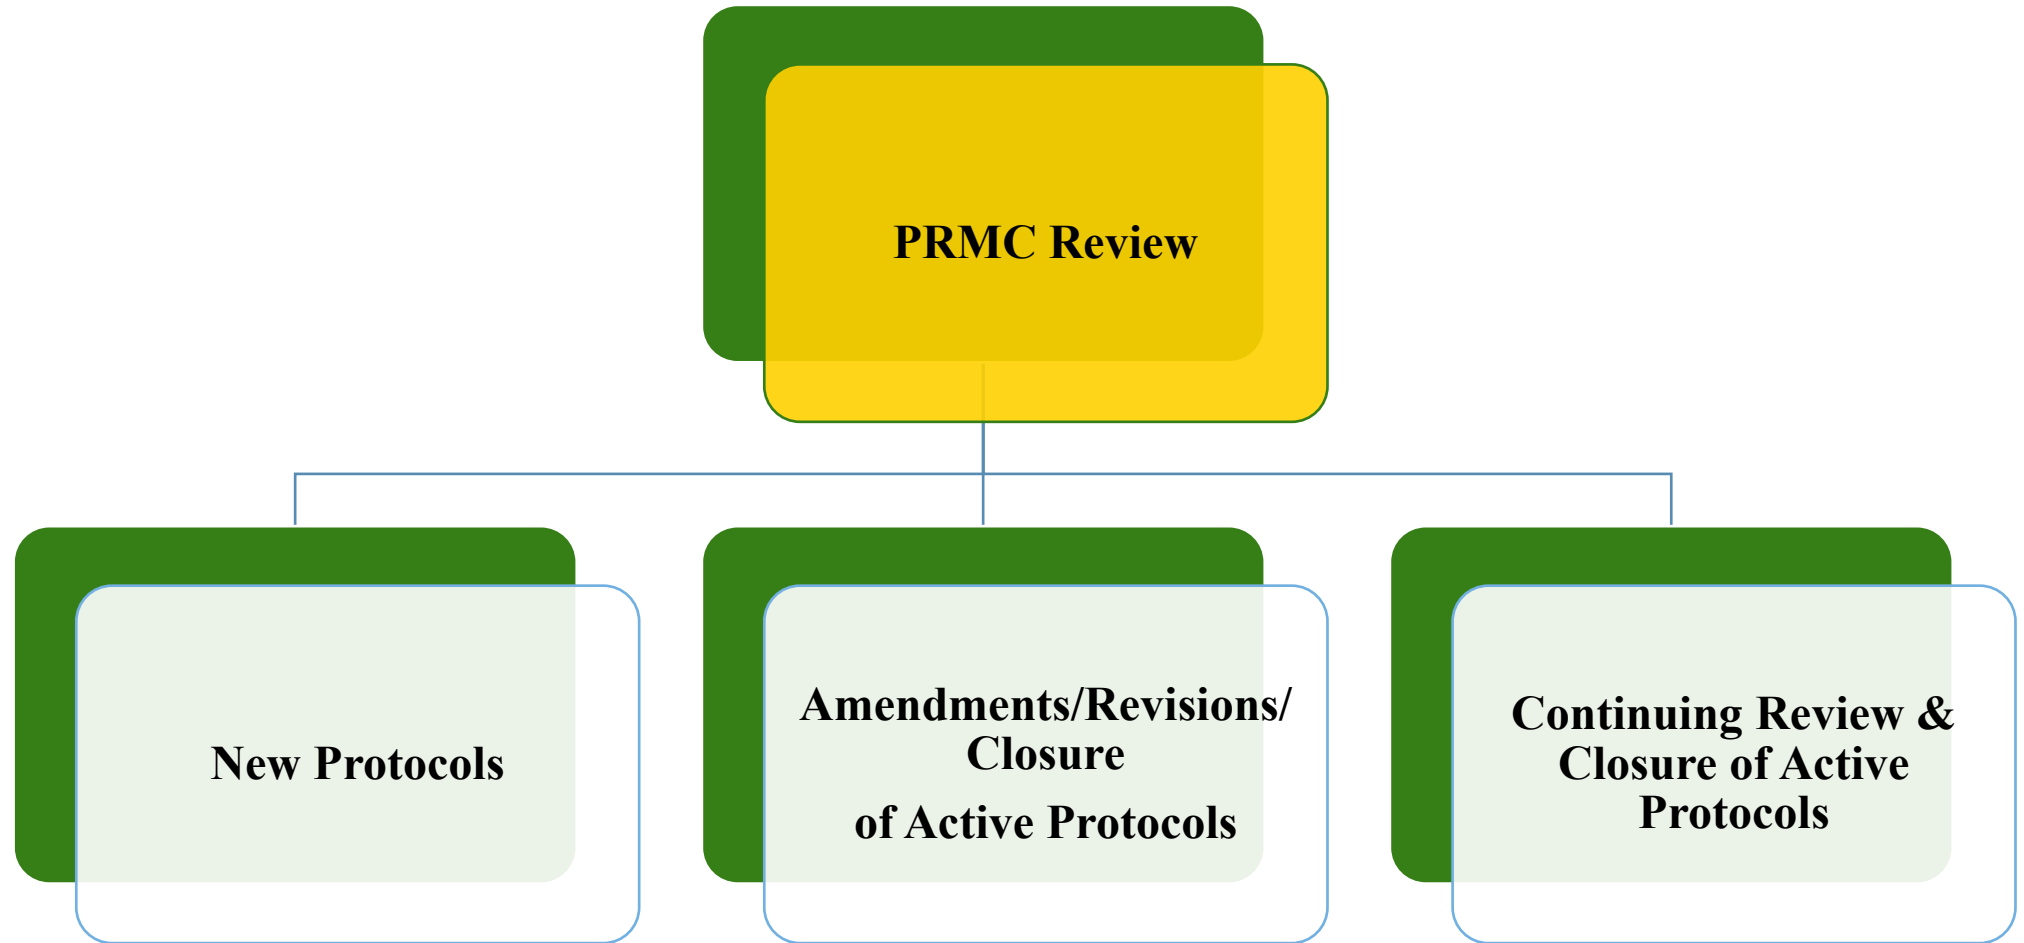 PRMC Review
New Protocols
Amendments/Revisions/
Closure
of Active Protocols
Continuing Review &
Closure of Active
Protocols